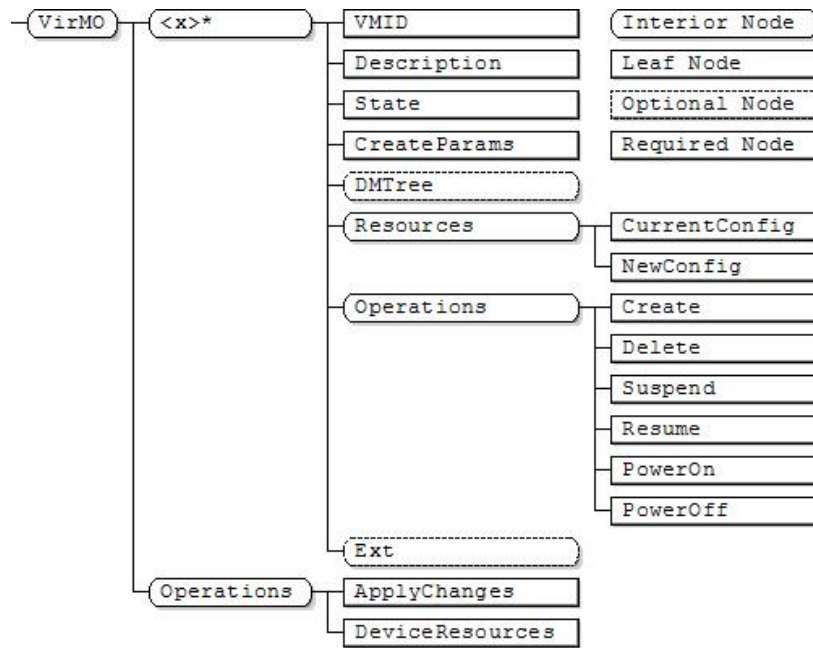 VirMO <x>* VMID Interior Node
Description Leaf Node
State Optional Node
CreateParams Required Node
DMTree
Resources CurrentConfig
NewConfig
Operations Create
Delete
Suspend
Resume
PowerOn
PowerOff
Ext
Operations ApplyChanges
DeviceResources